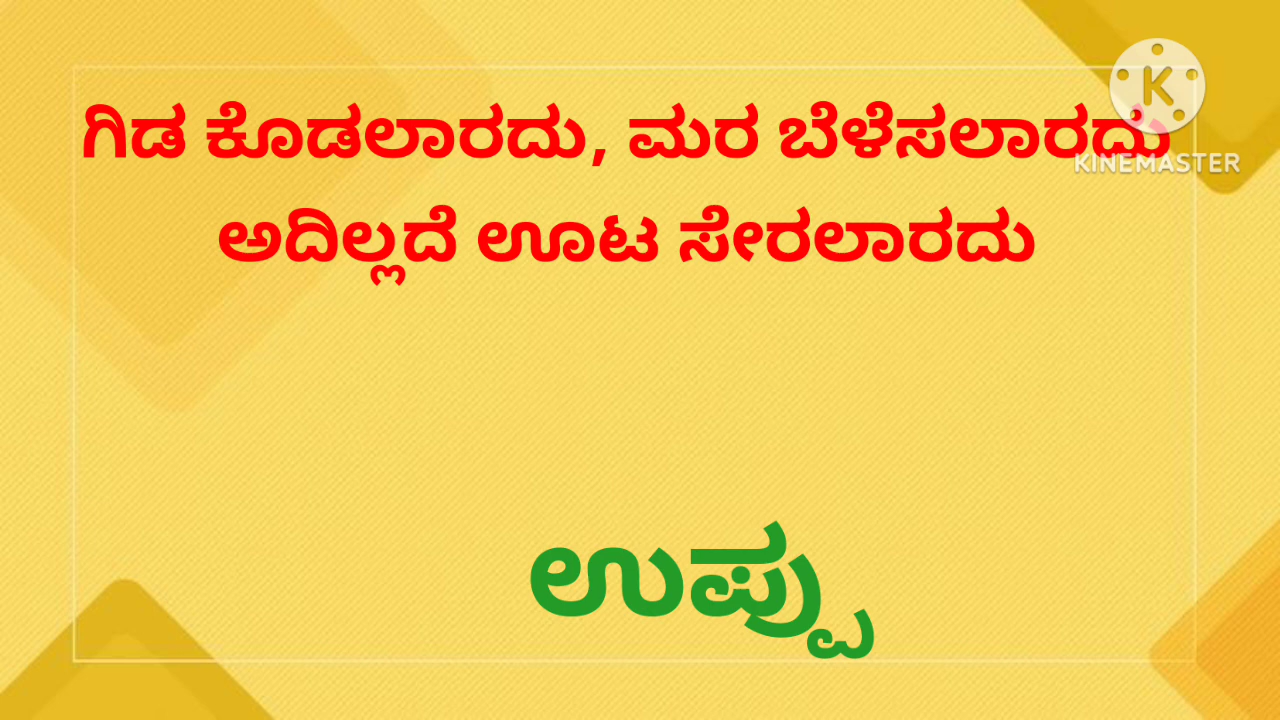 ಗಿಡ ಕೊಡಲಾರದು, ಮರ ಬೆಳೆಸಲಾರದು
ಅದಿಲ್ಲದೆ ಊಟ ಸೇರಲಾರದು
ಉಪ್ಪು
K
KINEMASTER